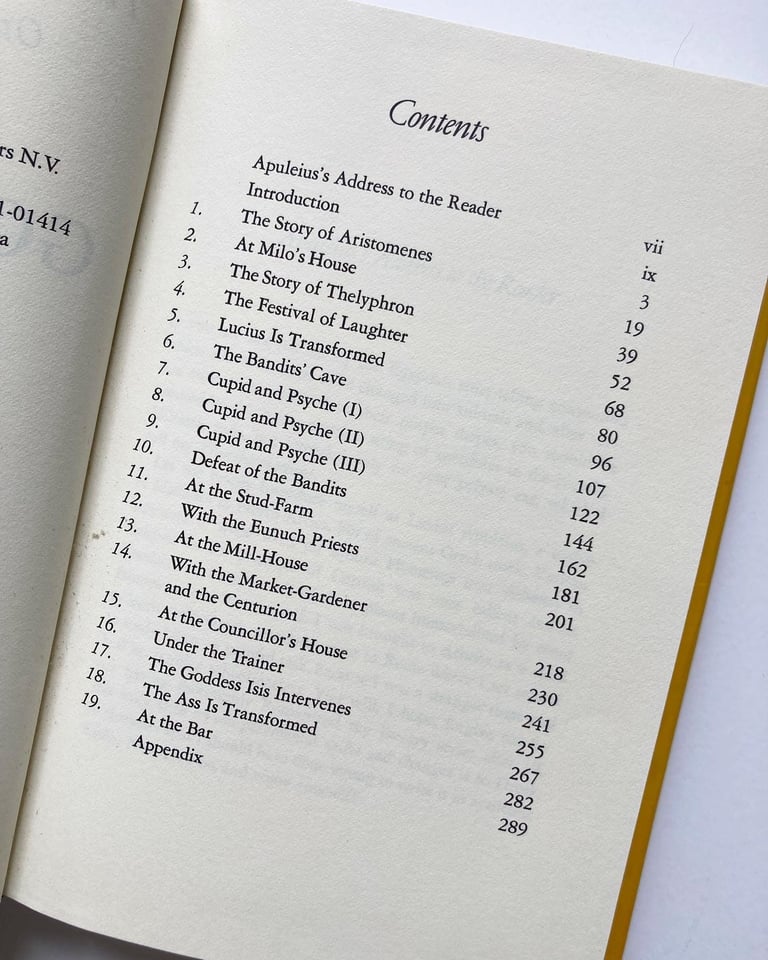 rs N.V.
1-01414
a
Contents
Apuleius's Address to the Reader vii
Introduction ix
1. The Story of Aristomenes 3
2. At Milo's House 19
3. The Story of Thelyphron 39
4. The Festival of Laughter 52
5. Lucius Is Transformed 68
6. The Bandits' Cave 80
7. Cupid and Psyche (I) 96
8. Cupid and Psyche (II) 107
9. Cupid and Psyche (III) 122
10. Defeat of the Bandits 144
11. At the Stud-Farm 162
12. With the Eunuch Priests 181
13. At the Mill-House 201
14. With the Market-Gardener
and the Centurion 218
15. At the Councillor's House 230
16. Under the Trainer 241
17. The Goddess Isis Intervenes 255
18. The Ass Is Transformed 267
19. At the Bar 282
Appendix 289